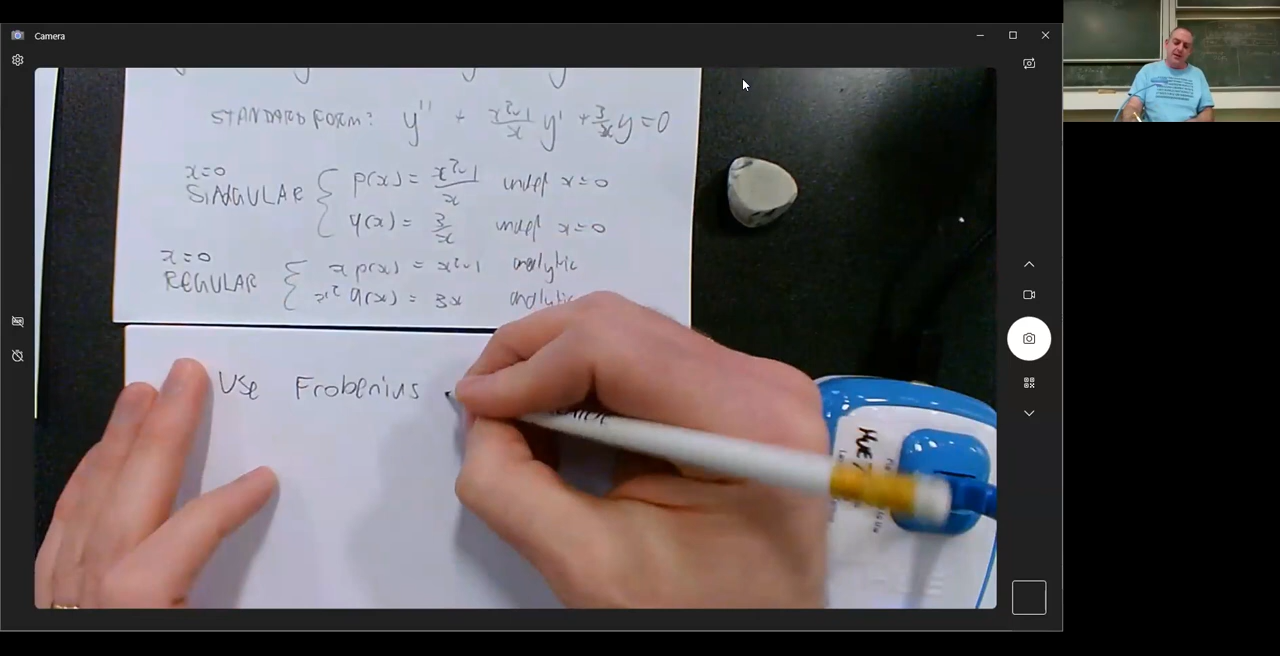 Camera
STANDARD FORM: y'' + x²-1/x y' + 3/x y = 0
x=0
SINGULAR { p(x) = x²-1/x undef x=0
q(x) = 3/x undef x=0
x=0
REGULAR { x p(x) = x²-1 analytic
x² q(x) = 3x analytic
Use Frobenius